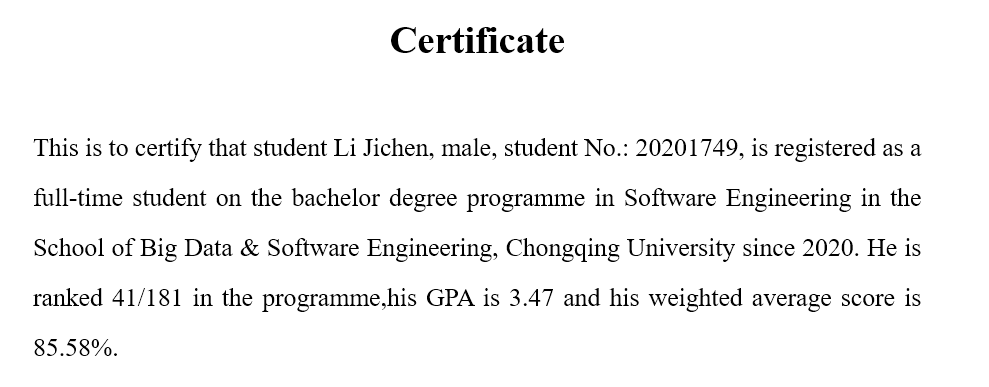 Certificate
This is to certify that student Li Jichen, male, student No.: 20201749, is registered as a
full-time student on the bachelor degree programme in Software Engineering in the
School of Big Data & Software Engineering, Chongqing University since 2020. He is
ranked 41/181 in the programme,his GPA is 3.47 and his weighted average score is
85.58%.